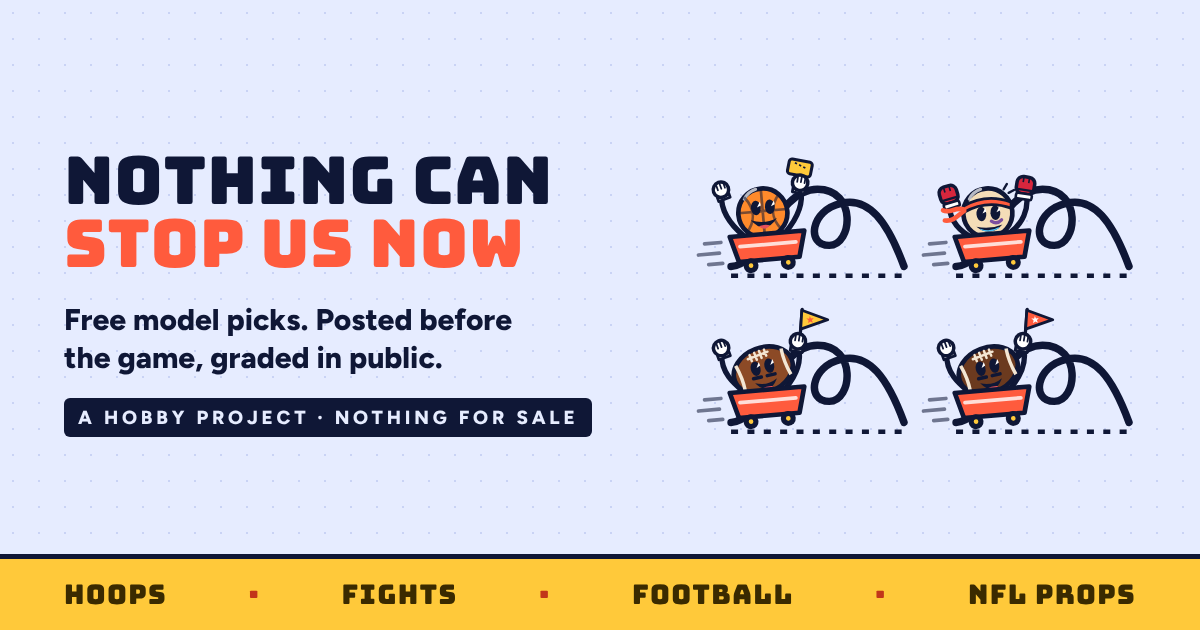 NOTHING CAN
STOP US NOW
Free model picks. Posted before
the game, graded in public.
A HOBBY PROJECT · NOTHING FOR SALE
HOOPS ▪ FIGHTS ▪ FOOTBALL ▪ NFL PROPS